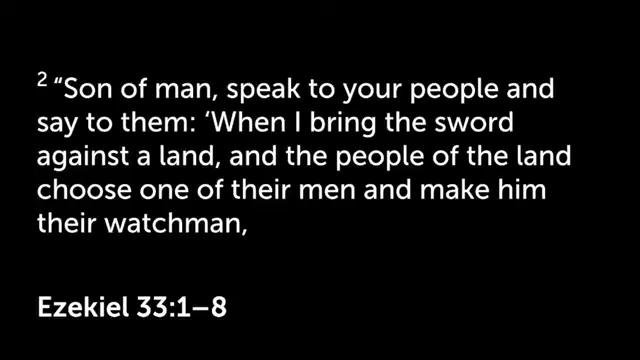 ² “Son of man, speak to your people and
say to them: ‘When I bring the sword
against a land, and the people of the land
choose one of their men and make him
their watchman,
Ezekiel 33:1–8